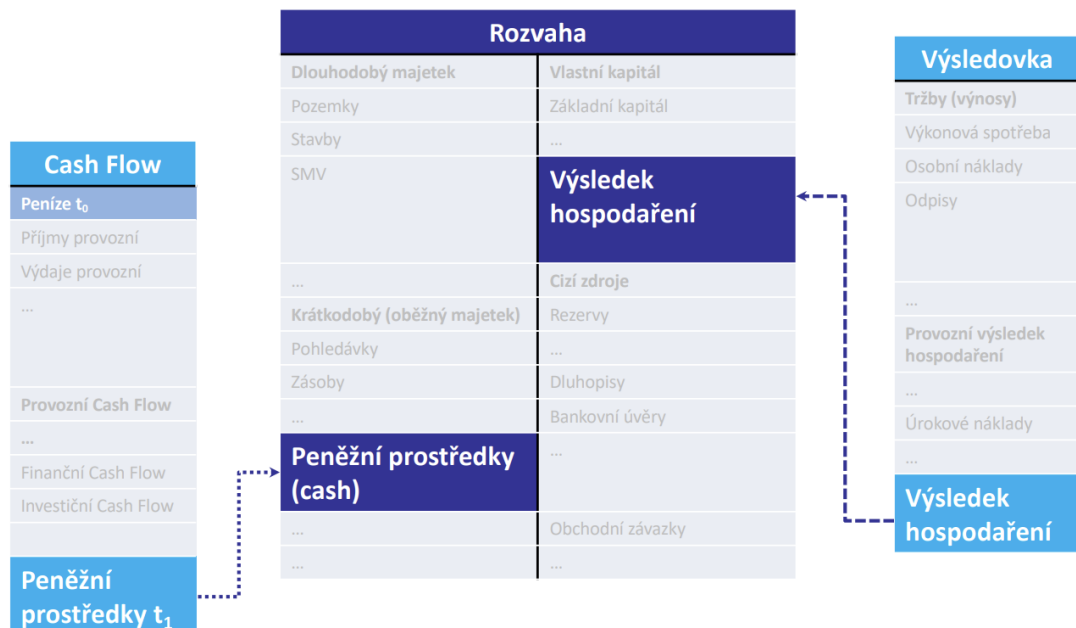 Cash Flow
Peníze t₀
Příjmy provozní
Výdaje provozní
...
Provozní Cash Flow
...
Finanční Cash Flow
Investiční Cash Flow
Peněžní
prostředky t₁
Rozvaha
Dlouhodobý majetek
Vlastní kapitál
Pozemky
Základní kapitál
Stavby
...
SMV
Výsledek
hospodaření
...
Cizí zdroje
Krátkodobý (oběžný majetek)
Rezervy
Pohledávky
...
Zásoby
Dluhopisy
...
Bankovní úvěry
Peněžní prostředky
(cash)
...
...
Obchodní závazky
...
...
Výsledovka
Tržby (výnosy)
Výkonová spotřeba
Osobní náklady
Odpisy
...
Provozní výsledek
hospodaření
...
Úrokové náklady
...
Výsledek
hospodaření